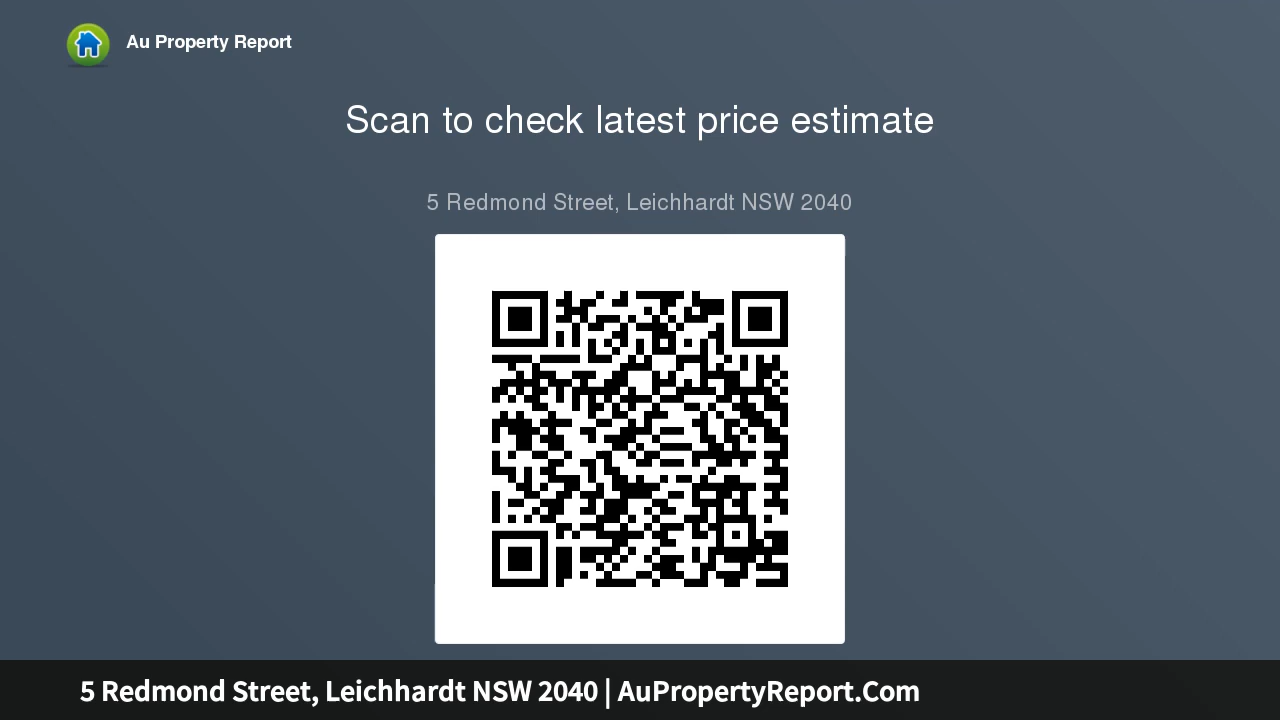 Au Property Report
Scan to check latest price estimate
5 Redmond Street, Leichhardt NSW 2040
5 Redmond Street, Leichhardt NSW 2040 | AuPropertyReport.Com